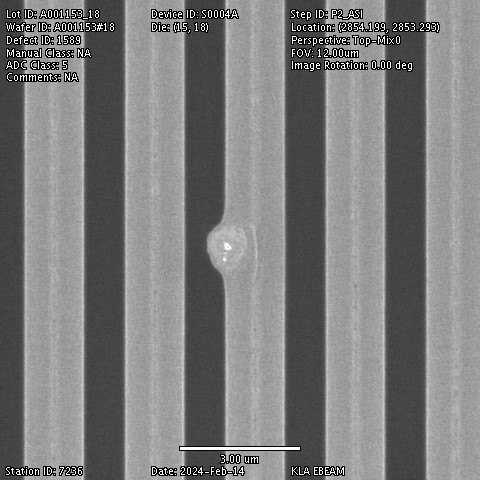 Lot ID: A001153_18
Wafer ID: A001153#18
Defect ID: 1589
Manual Class: NA
ADC Class: 5
Comments: NA
Device ID: S0004A
Die: (15, 18)
Step ID: P2_ASI
Location: (2854.199, 2853.293)
Perspective: Top-Mix0
FOV: 12.00um
Image Rotation: 0.00 deg
3.00 um
Station ID: 7236
Date: 2024-Feb-14
KLA EBEAM